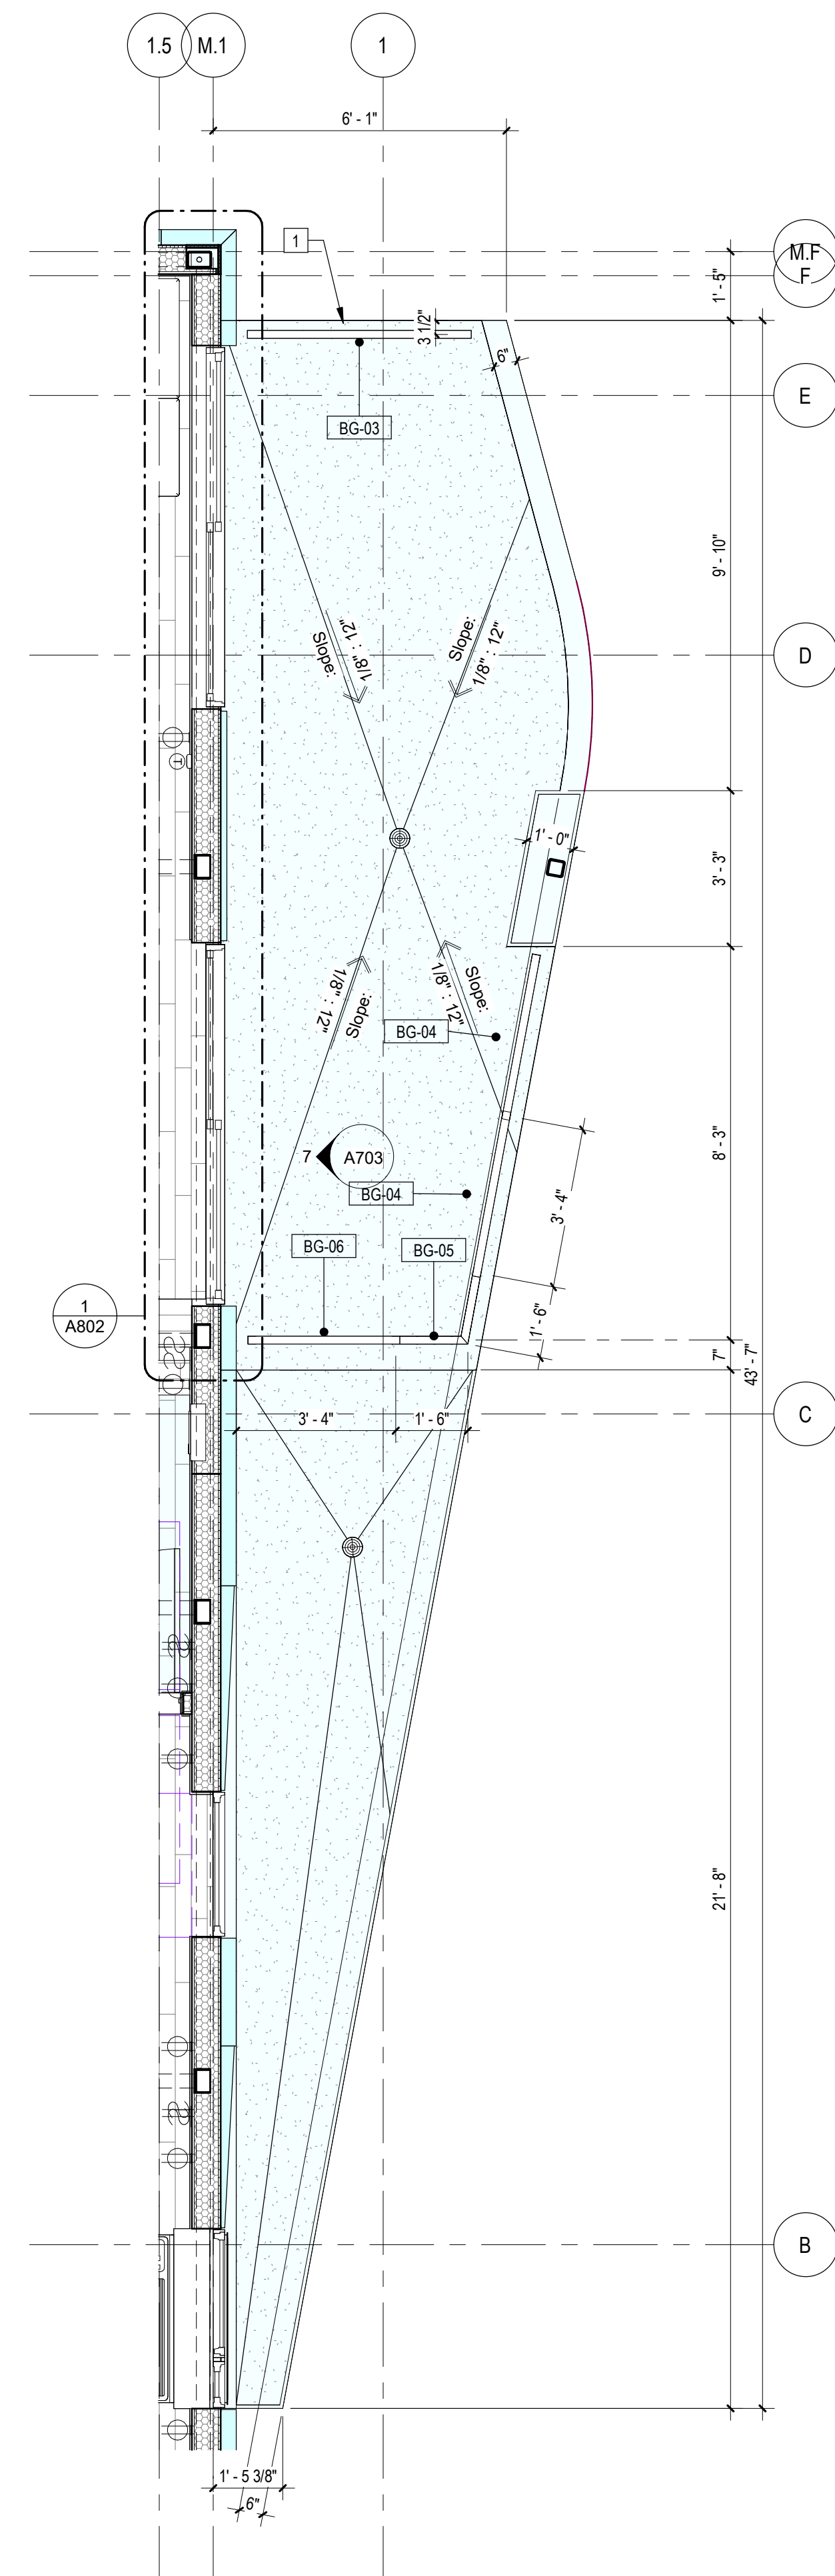 1.5
M.1
1
6' - 1"
M.F
F
1' - 5"
1
3 1/2"
6"
E
BG-03
9' - 10"
Slope:
1/8" : 12"
Slope:
1/8" : 12"
D
T
1' - 0"
3' - 3"
1/8" : 12"
Slope:
Slope:
1/8" : 12"
BG-04
8' - 3"
7
A703
BG-04
3' - 4"
BG-06
BG-05
1
A802
1' - 6"
7"
43' - 7"
3' - 4"
1' - 6"
C
21' - 8"
B
1' - 5 3/8"
6"